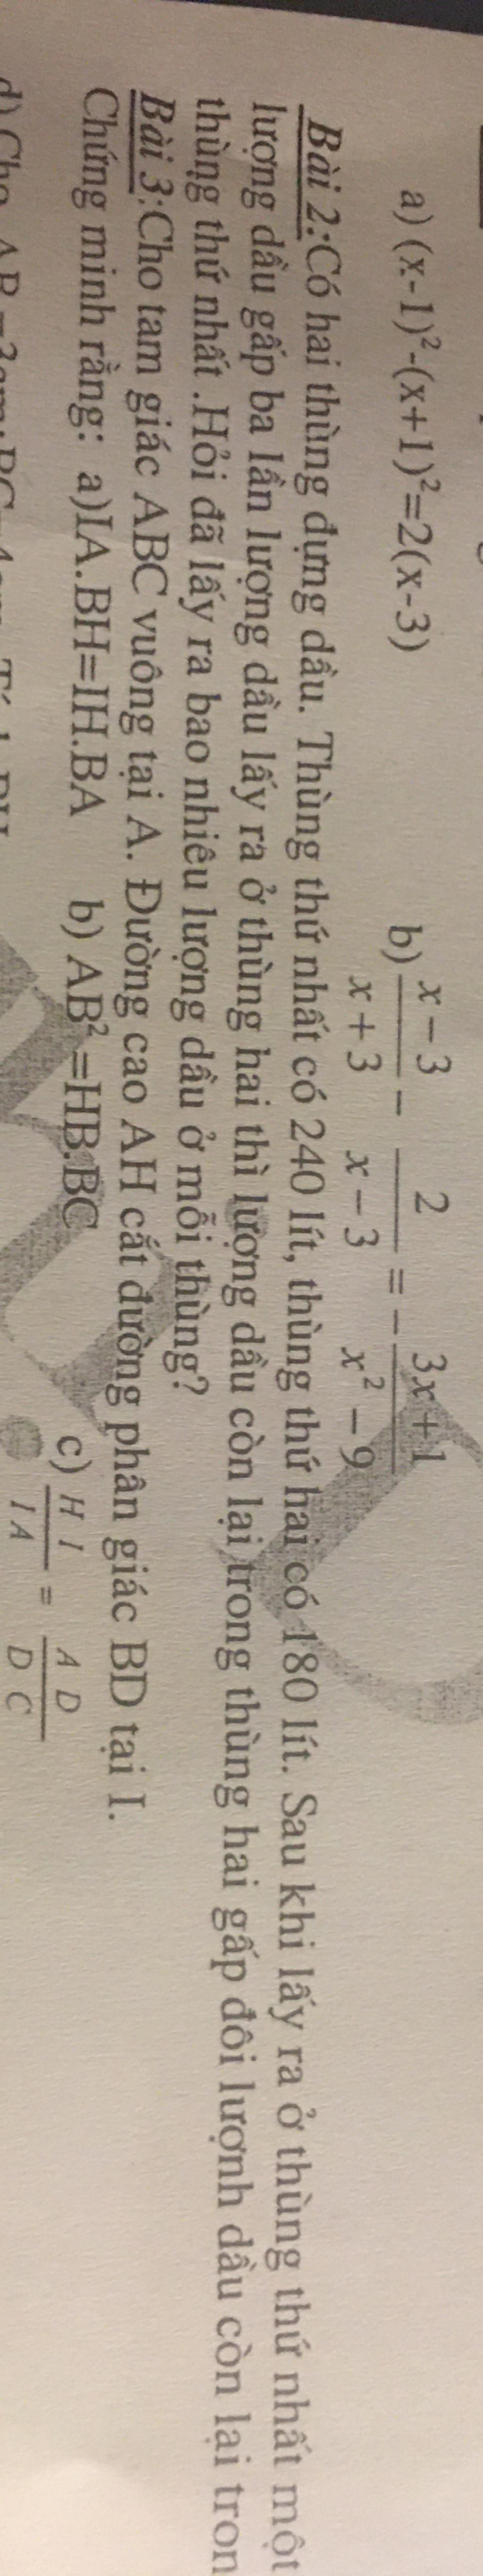 a) (x-1)²-(x+1)²=2(x-3) b) \frac{x-3}{x+3} - \frac{2}{x-3} = -\frac{3x+1}{x²-9}
Bài 2:Có hai thùng đựng dầu. Thùng thứ nhất có 240 lít, thùng thứ hai có 180 lít. Sau khi lấy ra ở thùng thứ nhất một
lượng dầu gấp ba lần lượng dầu lấy ra ở thùng hai thì lượng dầu còn lại trong thùng hai gấp đôi lượnh dầu còn lại tron
thùng thứ nhất .Hỏi đã lấy ra bao nhiêu lượng dầu ở mỗi thùng?
Bài 3:Cho tam giác ABC vuông tại A. Đường cao AH cắt đường phân giác BD tại I.
Chứng minh rằng: a)IA.BH=IH.BA b) AB²=HB.BC c) \frac{HI}{IA} = \frac{AD}{DC}
d) Cho